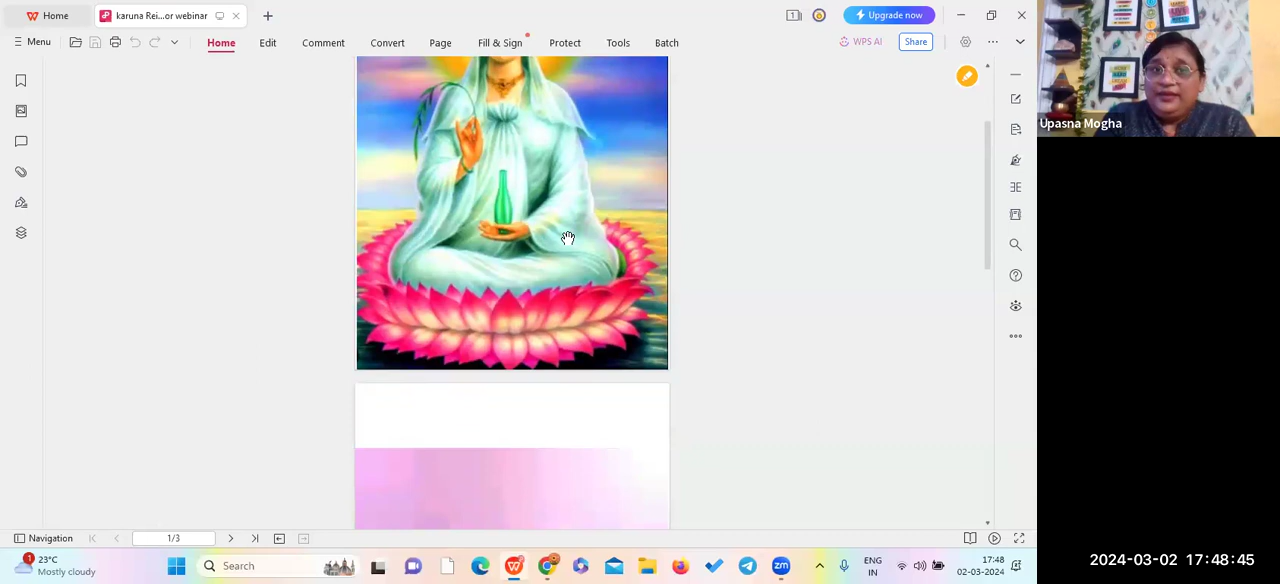 Home
karuna Rei...or webinar
Upgrade now
Menu
Home
Edit
Comment
Convert
Page
Fill & Sign
Protect
Tools
Batch
WPS AI
Share
Upasna Mogha
Navigation
1/3
1
23°C
Mostly cloudy
Search
ENG
IN
17:48
02-03-2024
2024-03-02 17:48:45